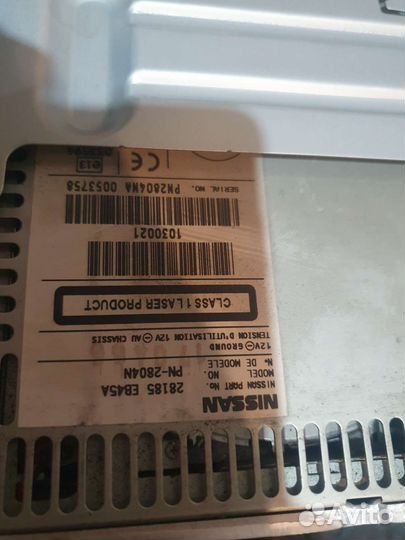 NISSAN
NISSAN PART No. 28185 EB45A
MODEL NO. PN-2804N
N° DE MODELE
12V ⊖ GROUND
TENSION D'UTILISATION 12V ⊖ AU CHASSIS
CLASS 1 LASER PRODUCT
1030021
SERIAL NO. PN2804NA 0053758
CE
e13
Avito